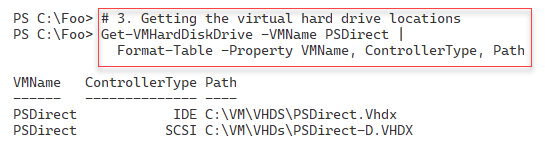 PS C:\Foo> # 3. Getting the virtual hard drive locations
PS C:\Foo> Get-VMHardDiskDrive -VMName PSDirect |
Format-Table -Property VMName, ControllerType, Path
VMName ControllerType Path
------ -------------- ----
PSDirect IDE C:\VM\VHDS\PSDirect.Vhdx
PSDirect SCSI C:\VM\VHDs\PSDirect-D.VHDX